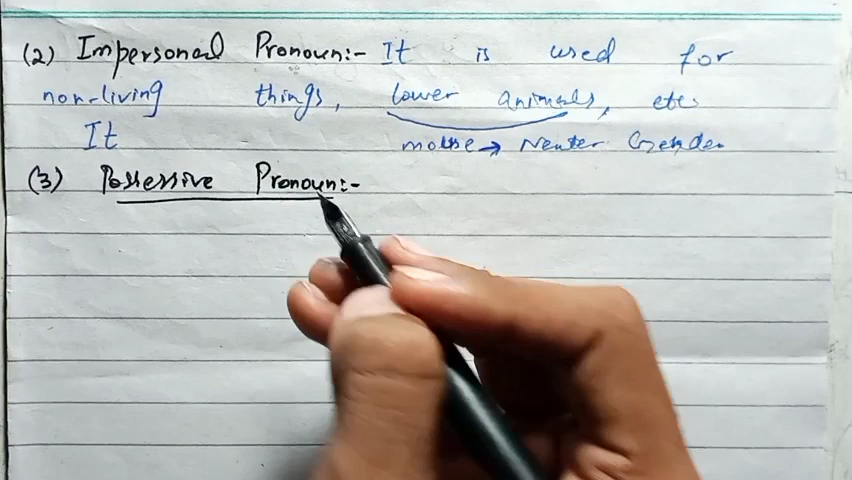 (2) Impersonal Pronoun:- It is used for
non-living things, lower animals, etc.
It mouse → Neuter Gender
(3) Possessive Pronoun:-